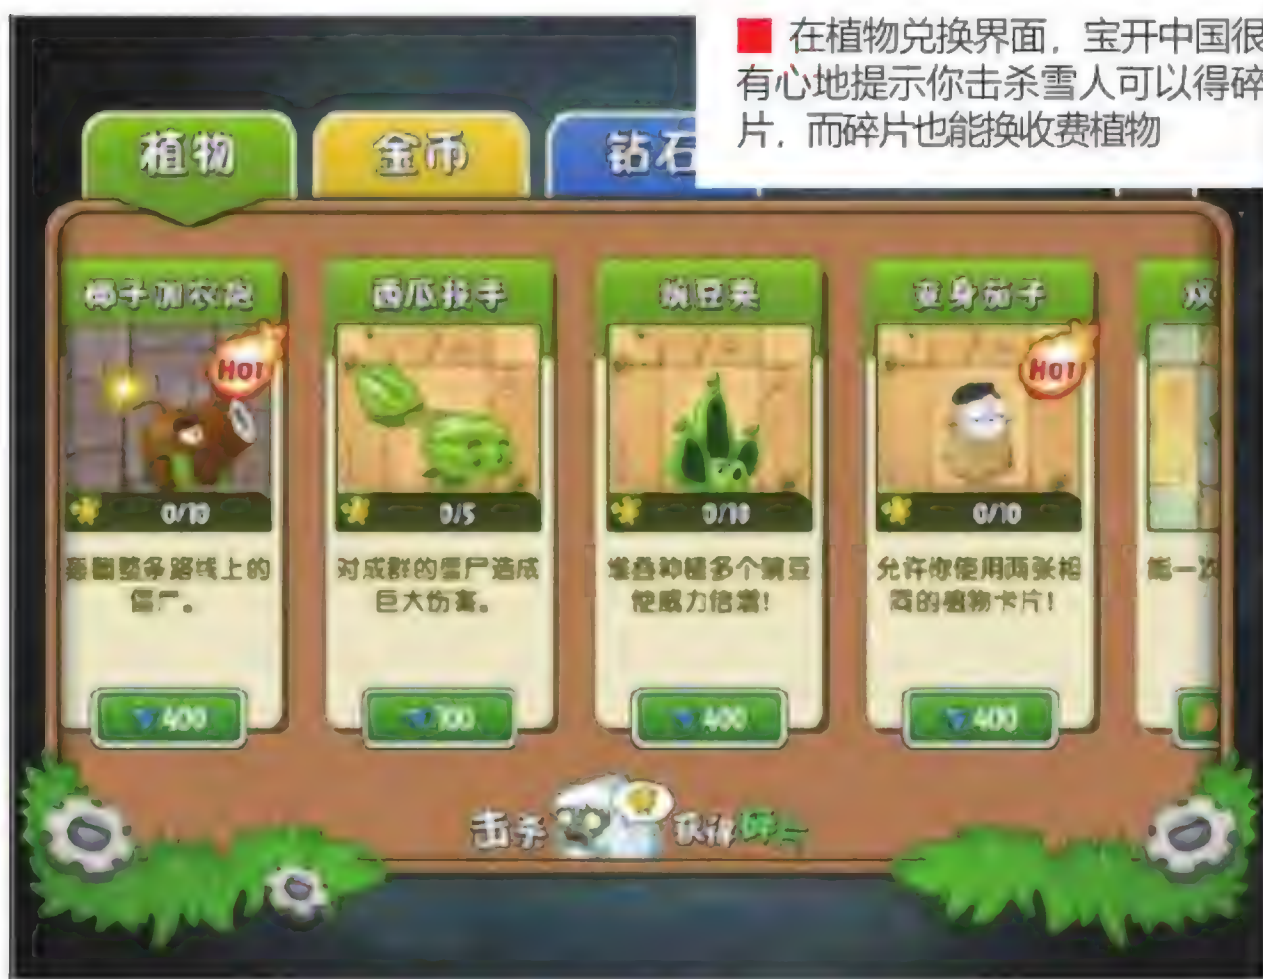 在植物兑换界面，宝开中国很
有心地提示你击杀雪人可以得碎
片，而碎片也能换收费植物
植物
金币
钻石
椰子加农炮
西瓜投手
豌豆荚
变身茄子
双
HOT
HOT
0/10
0/5
0/10
0/10
整条路线上的
僵尸。
对成群的僵尸造成
巨大伤害。
堆叠种植多个豌豆
使威力倍增！
允许你使用两张相
同的植物卡片！
能一次
400
400
400
击杀
获得碎片